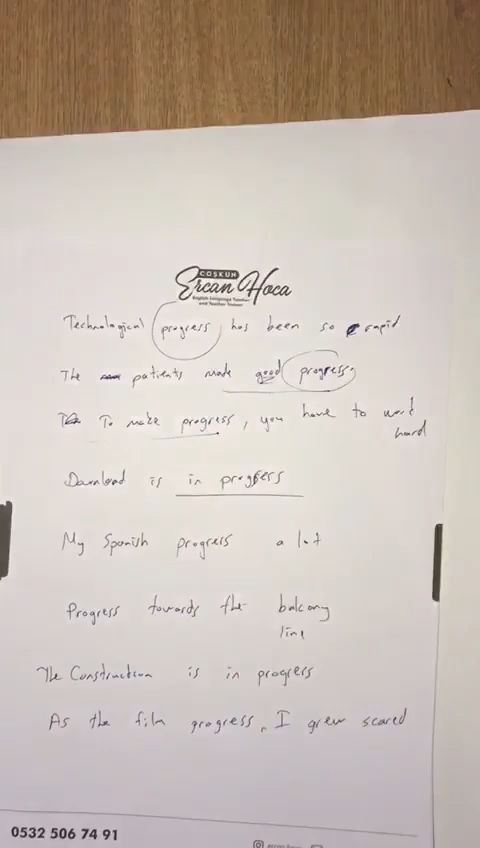 COŞKUN
Ercan Hoca
English Language Teacher
and Teacher Trainer
Technological progress has been so rapid
The patients made good progress
To make progress, you have to work
hard
Download is in progress
My Spanish progress a lot
Progress towards the balcony
line
The Construction is in progress
As the film progress, I grew scared
0532 506 74 91